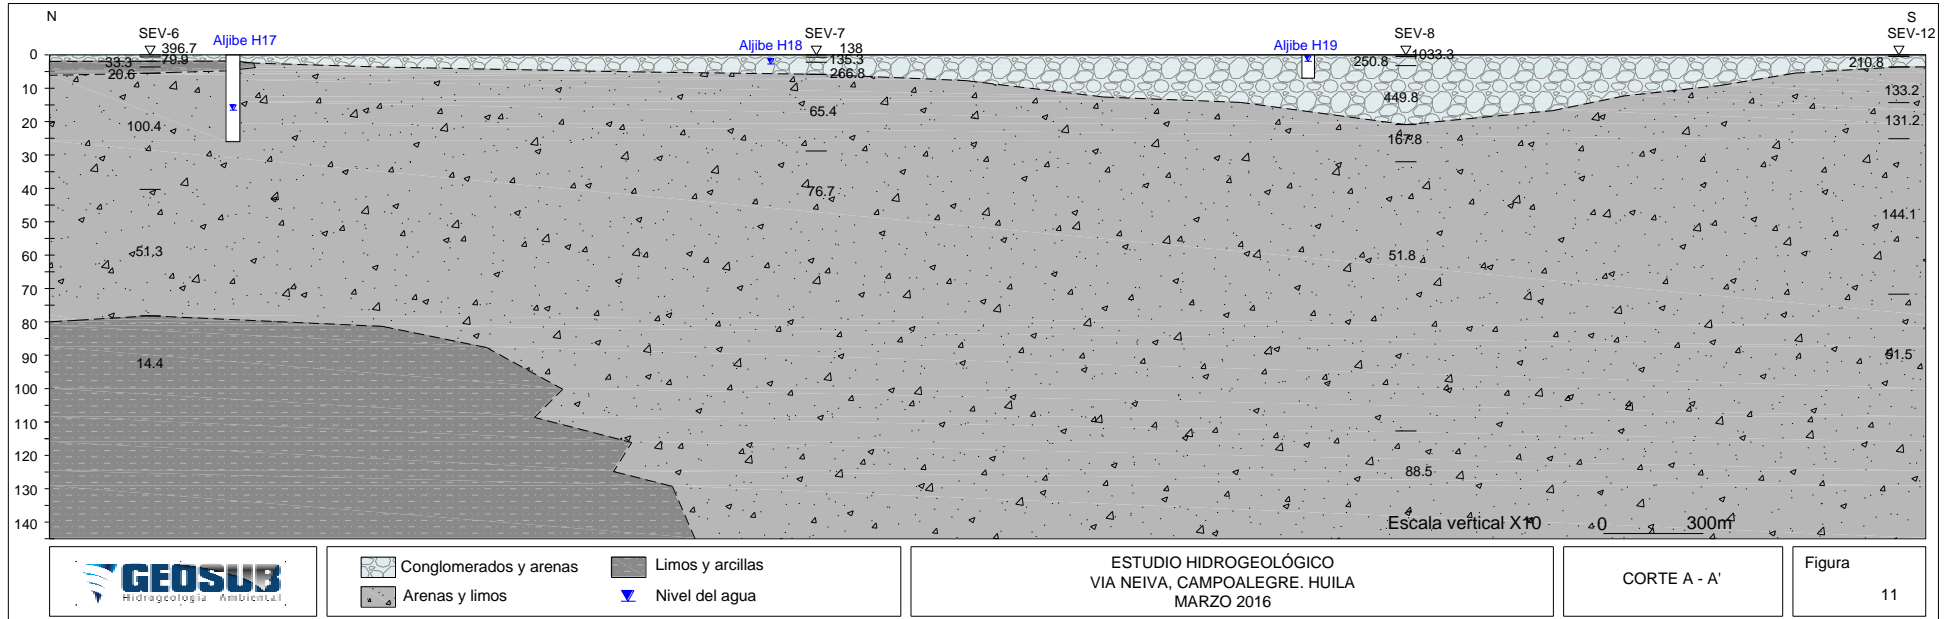 N
S
SEV-6
Aljibe H17
SEV-7
Aljibe H18
Aljibe H19
SEV-8
SEV-12
396.7
79.9
33.3
20.6
100.4
51.3
14.4
138
135.3
266.8
65.4
76.7
1033.3
250.8
449.8
167.8
51.8
88.5
210.8
133.2
131.2
144.1
91.5
0
10
20
30
40
50
60
70
80
90
100
110
120
130
140
Escala vertical X10
0
300m
GEOSUB
Hidrogeología Ambiental
Conglomerados y arenas
Limos y arcillas
Arenas y limos
Nivel del agua
ESTUDIO HIDROGEOLÓGICO
VIA NEIVA, CAMPOALEGRE. HUILA
MARZO 2016
CORTE A - A'
Figura
11